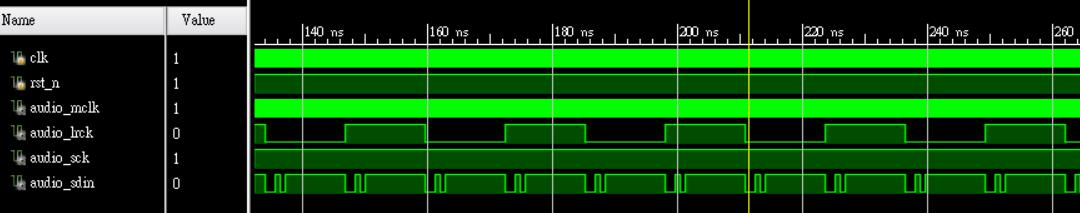 Name Value
140 ns 160 ns 180 ns 200 ns 220 ns 240 ns 260
clk 1
rst_n 1
audio_mclk 1
audio_lrck 0
audio_sck 1
audio_sdin 0